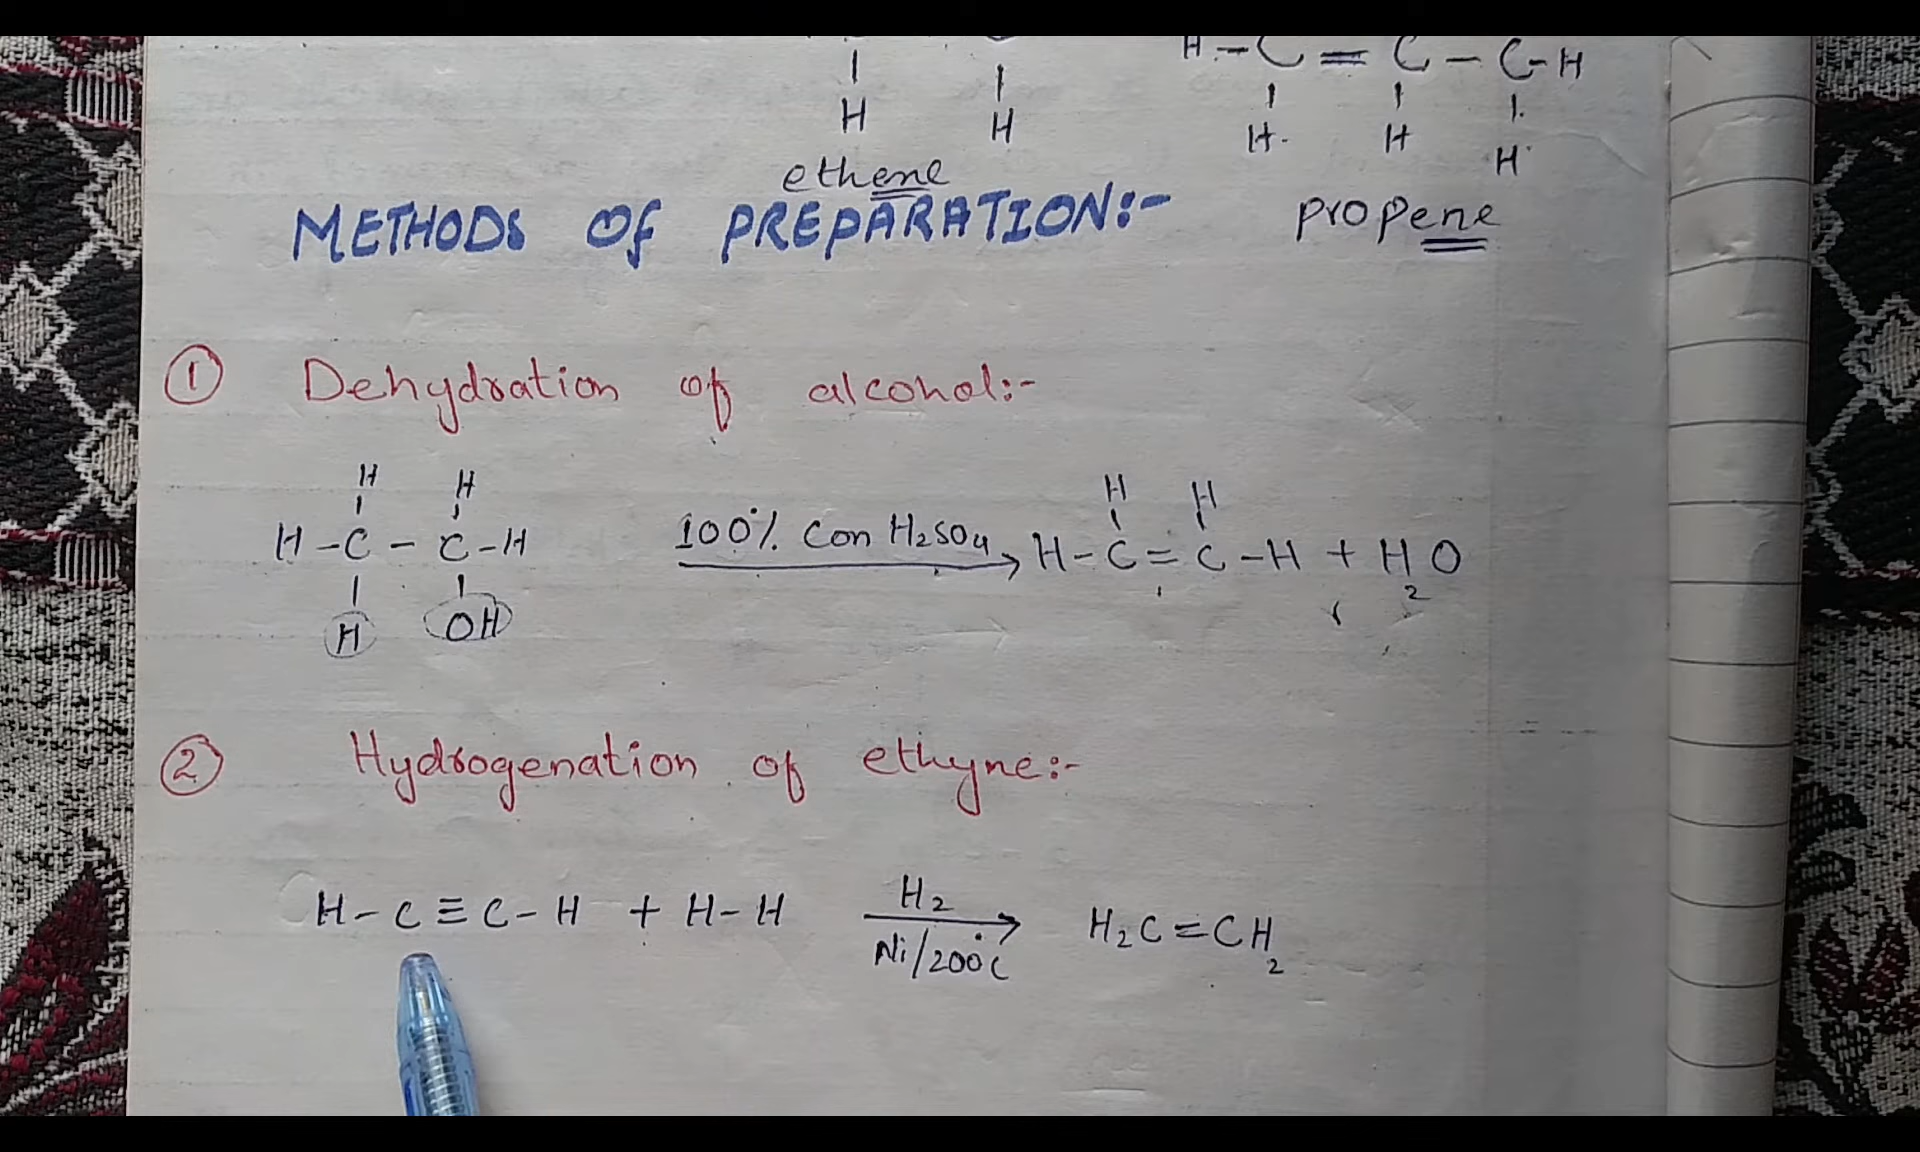 H-C=C-C-H
H H H. H H
ethene
METHODS OF PREPARATION:-
propene
① Dehydration of alcohol:-
H H H H
H-C-C-H 100% Con H2SO4 → H-C=C-H + H2O
H OH
② Hydrogenation of ethyne:-
H-C≡C-H + H-H H2 → H2C=CH2
Ni/200°C